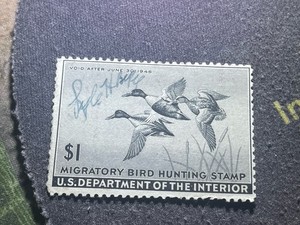 VOID AFTER JUNE 30, 1946
$1
MIGRATORY BIRD HUNTING STAMP
U.S. DEPARTMENT OF THE INTERIOR